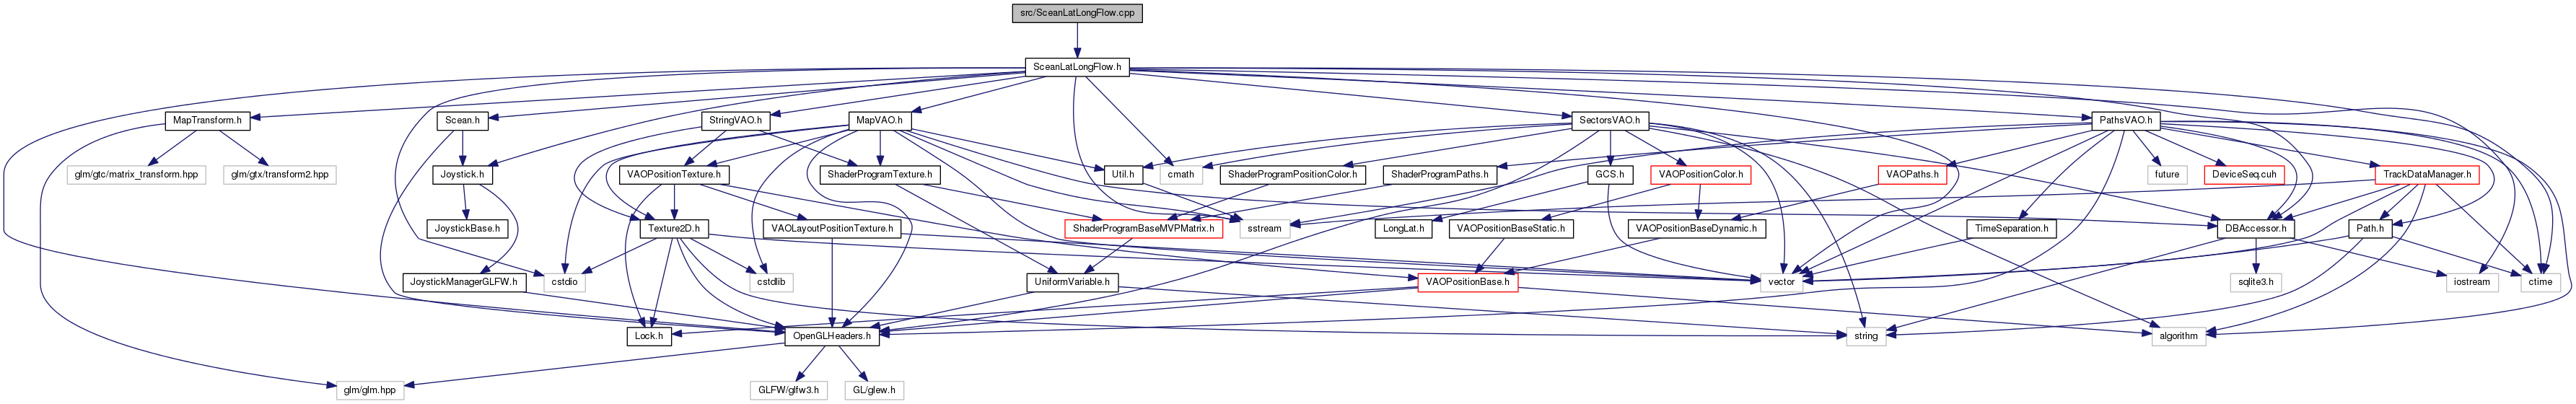 src/SceanLatLongFlow.cpp
SceanLatLongFlow.h
MapTransform.h
Scean.h
StringVAO.h
MapVAO.h
SectorsVAO.h
PathsVAO.h
glm/gtc/matrix_transform.hpp
glm/gtx/transform2.hpp
Joystick.h
VAOPositionTexture.h
ShaderProgramTexture.h
Util.h
cmath
ShaderProgramPositionColor.h
ShaderProgramPaths.h
GCS.h
VAOPositionColor.h
VAOPaths.h
future
DeviceSeq.cuh
TrackDataManager.h
JoystickBase.h
Texture2D.h
VAOLayoutPositionTexture.h
ShaderProgramBaseMVPMatrix.h
sstream
LongLat.h
VAOPositionBaseStatic.h
VAOPositionBaseDynamic.h
TimeSeparation.h
DBAccessor.h
Path.h
JoystickManagerGLFW.h
cstdio
cstdlib
UniformVariable.h
VAOPositionBase.h
vector
sqlite3.h
iostream
ctime
Lock.h
OpenGLHeaders.h
string
algorithm
glm/glm.hpp
GLFW/glfw3.h
GL/glew.h